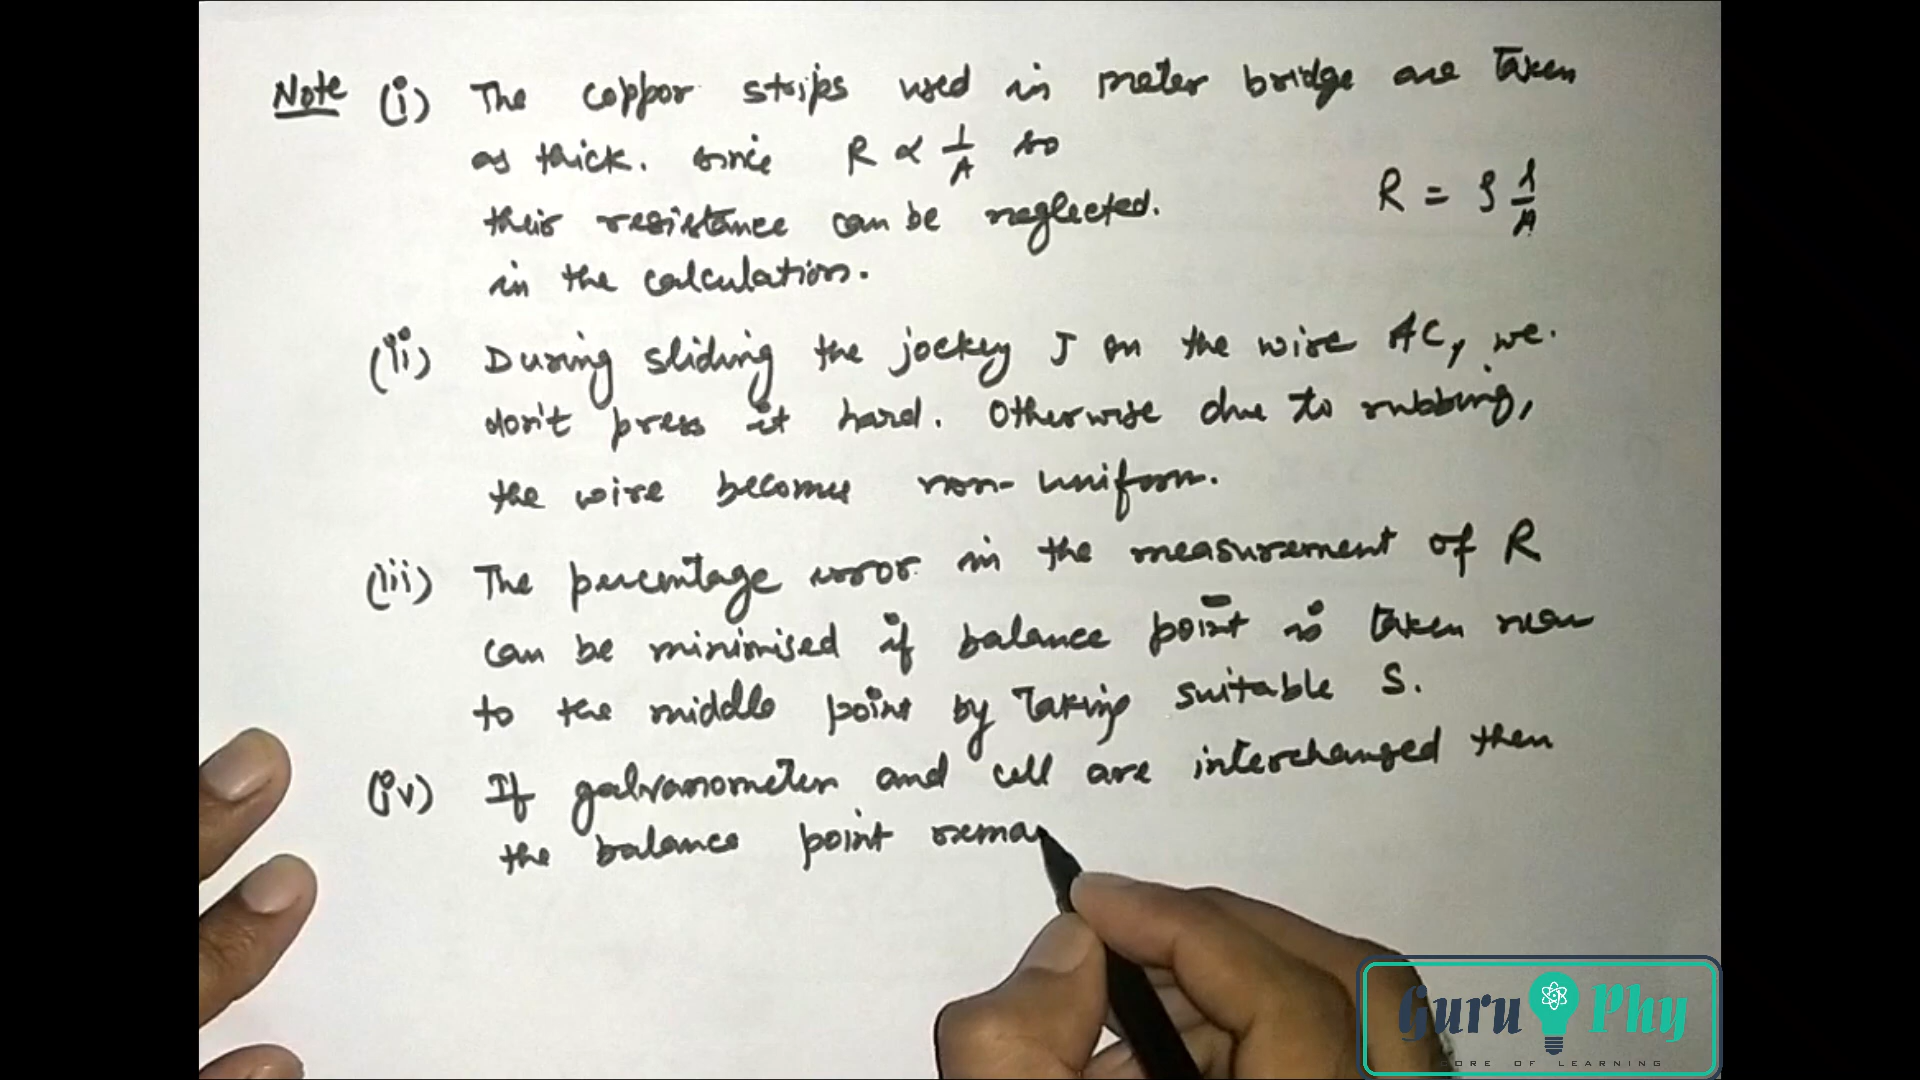 Note (i) The copper strips used in meter bridge are taken
as thick. since R ∝ 1/A so
their resistance can be neglected.
R = ρ l/A
in the calculation.
(ii) During sliding the jockey J on the wire AC, we
don't press it hard. Otherwise due to rubbing,
the wire becomes non-uniform.
(iii) The percentage error in the measurement of R
can be minimised if balance point is taken near
to the middle point by taking suitable S.
(iv) If galvanometer and cell are interchanged then
the balance point rema
Guru Phy
CORE OF LEARNING